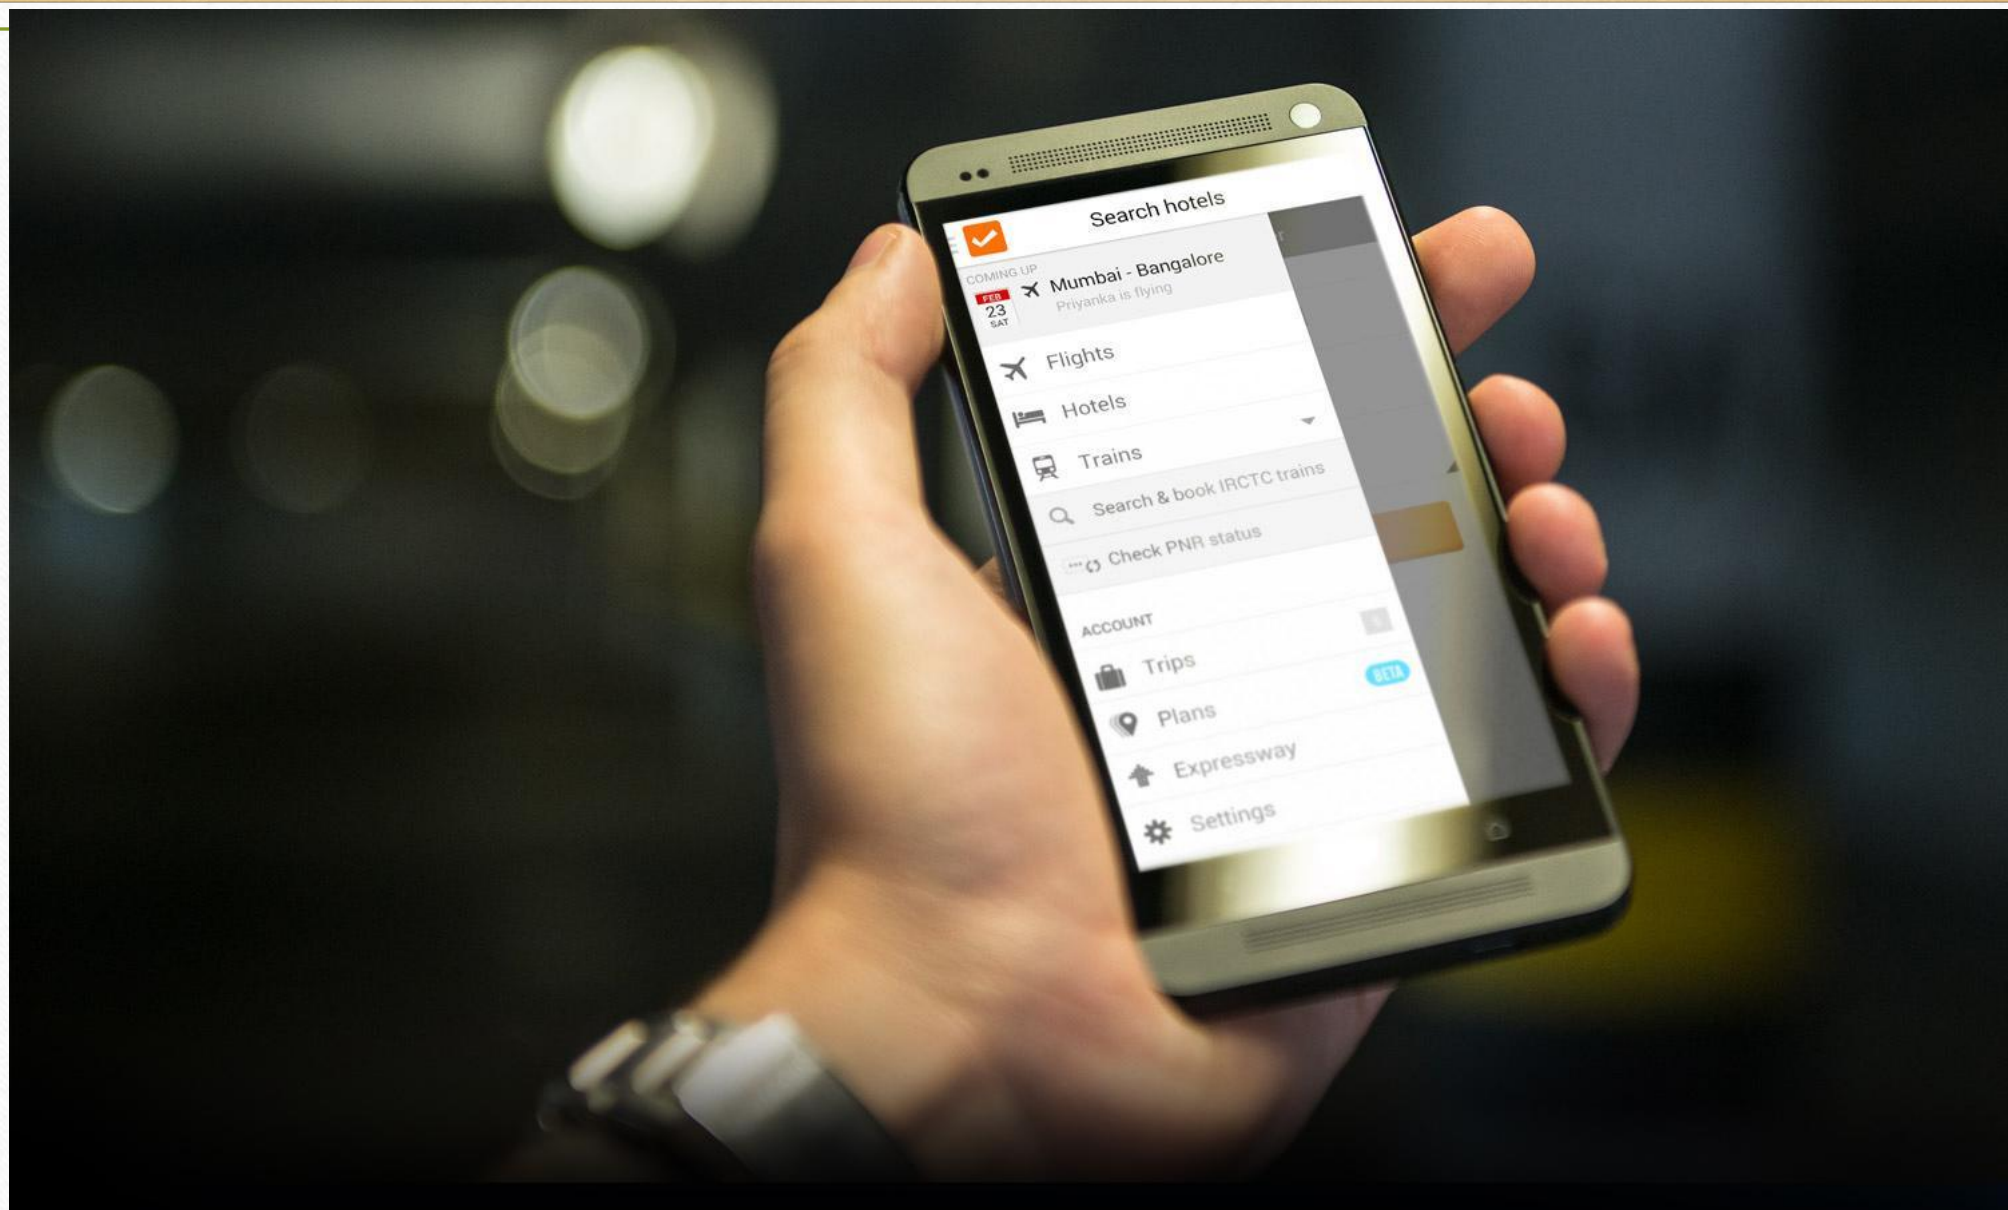 Search hotels
COMING UP
FEB
23
SAT
Mumbai - Bangalore
Priyanka is flying
Flights
Hotels
Trains
Search & book IRCTC trains
Check PNR status
ACCOUNT
Trips
Plans
BETA
Expressway
Settings